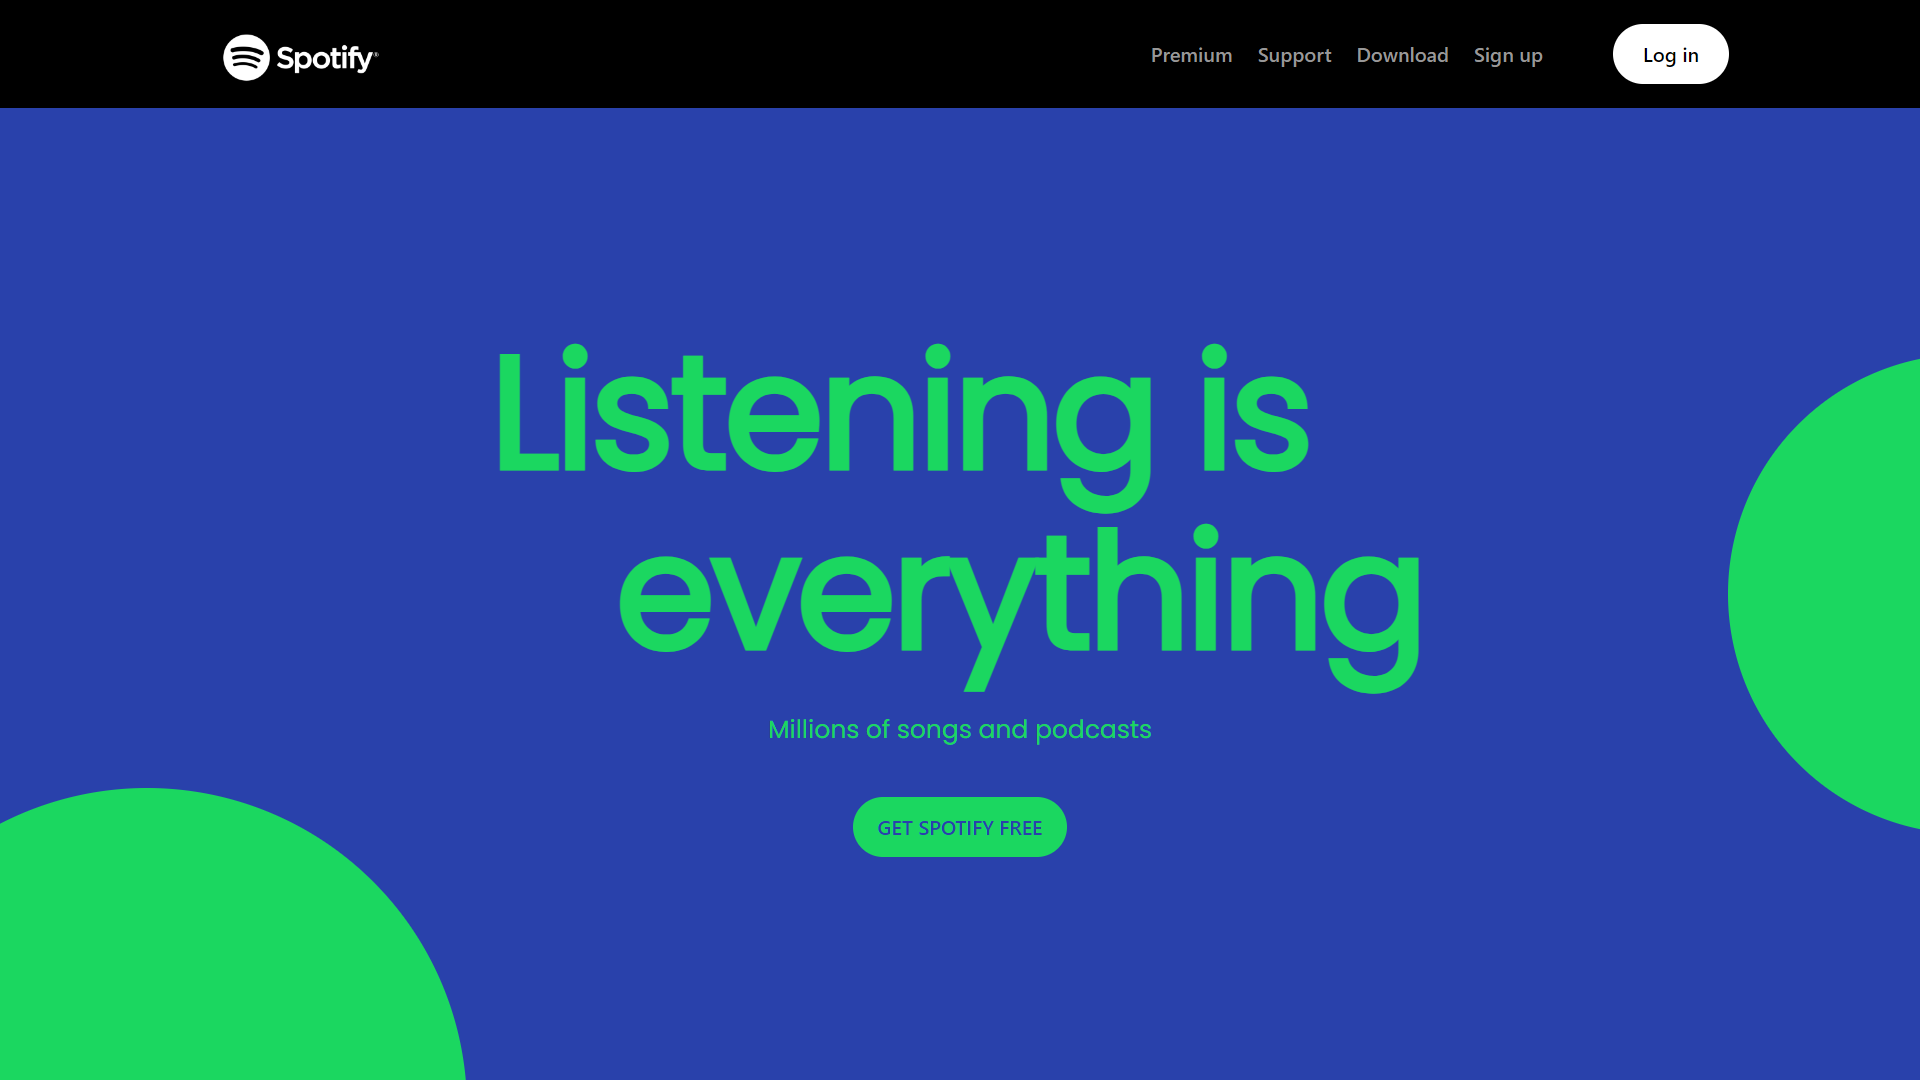 Spotify®
Premium Support Download Sign up Log in
Listening is
everything
Millions of songs and podcasts
GET SPOTIFY FREE